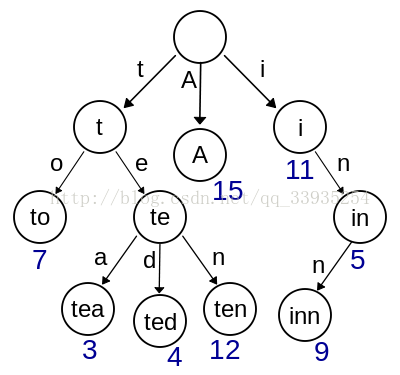 t A i
t A i
15 11
o e n
http://blog.csdn.net/qq_33935254
to te in
7 5
a d n n
tea ted ten inn
3 4 12 9